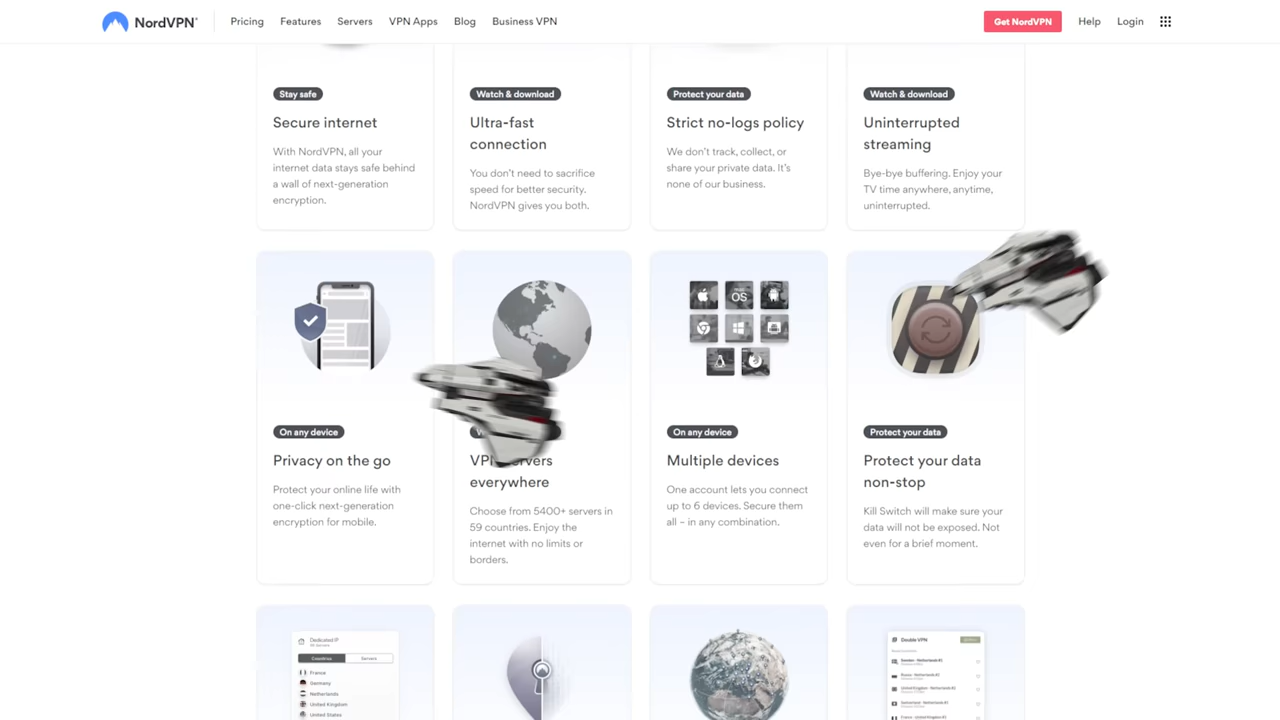 NordVPN®
Pricing
Features
Servers
VPN Apps
Blog
Business VPN
Get NordVPN
Help
Login
Stay safe
Secure internet
With NordVPN, all your
internet data stays safe behind
a wall of next-generation
encryption.
Watch & download
Ultra-fast
connection
You don't need to sacrifice
speed for better security.
NordVPN gives you both.
Protect your data
Strict no-logs policy
We don't track, collect, or
share your private data. It's
none of our business.
Watch & download
Uninterrupted
streaming
Bye-bye buffering. Enjoy your
TV time anywhere, anytime,
uninterrupted.
On any device
Privacy on the go
Protect your online life with
one-click next-generation
encryption for mobile.
everywhere
Choose from 5400+ servers in
59 countries. Enjoy the
internet with no limits or
borders.
OS
On any device
Multiple devices
One account lets you connect
up to 6 devices. Secure them
all – in any combination.
Protect your data
Protect your data
non-stop
Kill Switch will make sure your
data will not be exposed. Not
even for a brief moment.
Dedicated IP
Countries
Servers
France
Germany
Netherlands
United Kingdom
United States
Double VPN